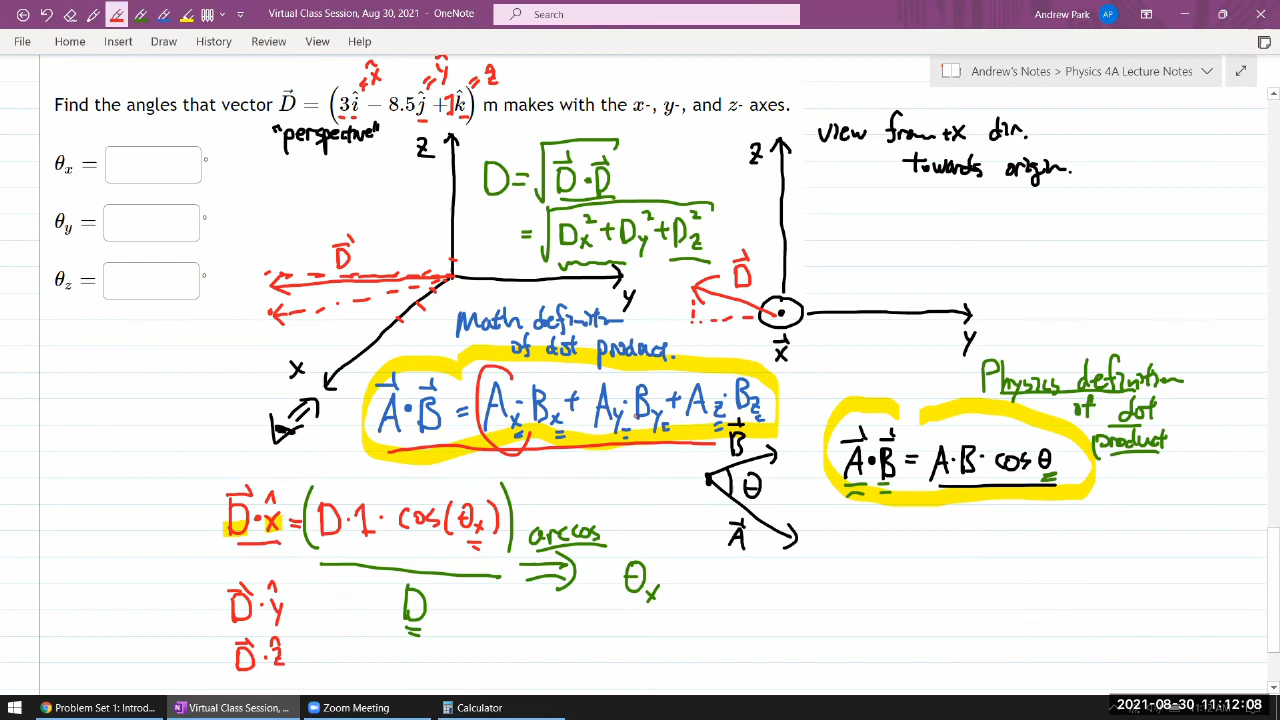 Virtual Class Session, Aug 30, 2021 - OneNote
Search
Andrew Park AP
File Home Insert Draw History Review View Help
Andrew's Notes » Physics 4A Lecture Not
= x̂ = ŷ = ẑ
Find the angles that vector D⃗ = (3î − 8.5ĵ + 1k̂) m makes with the x-, y-, and z- axes.
"perspective"
view from +x dir.
towards origin.
θx = °
θy = °
θz = °
z
D = √(D⃗ · D⃗)
= √(Dx² + Dy² + Dz²)
D⃗
y
x
z
D⃗
y
x⃗
Math definition
of dot product.
A⃗ · B⃗ = Ax · Bx + Ay · By + Az · Bz
Physics definition
of dot
product
A⃗ · B⃗ = A · B · cos θ
B⃗
θ
A⃗
D⃗ · x̂ = (D · 1 · cos(θx))
D
arccos
⇒ θx
D⃗ · ŷ
D⃗ · ẑ
Problem Set 1: Introd...
Virtual Class Session...
Zoom Meeting
Calculator
2021-08-30 11:12:08